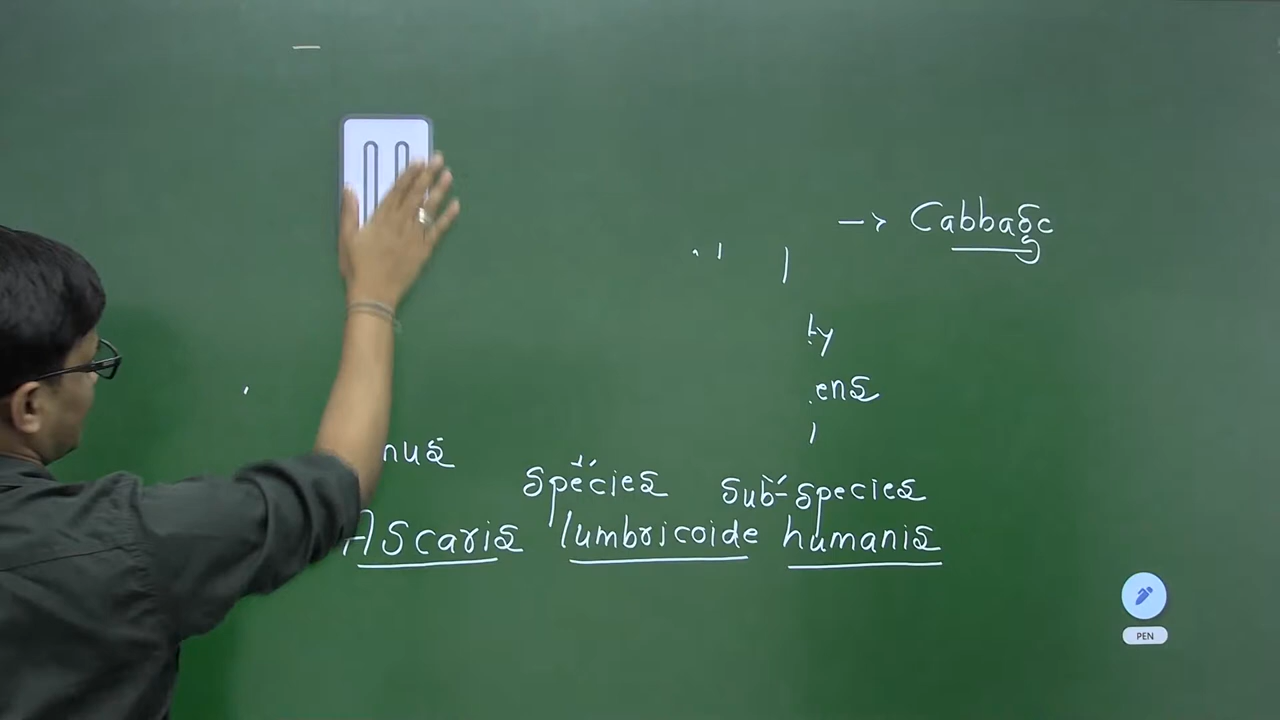 -> Cabbage
ty
ens
nus
species sub-species
Ascaris lumbricoide humanis
PEN